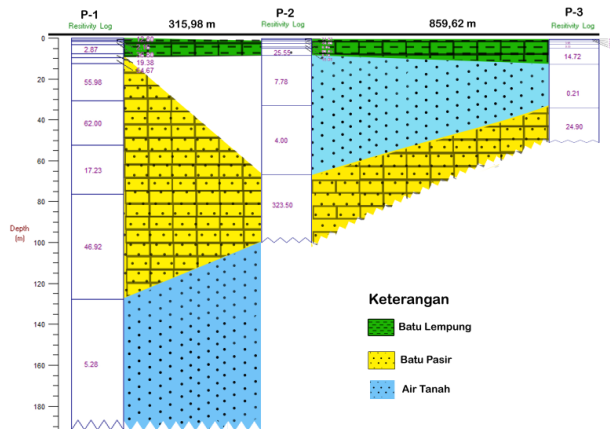 P-1
315,98 m
P-2
859,62 m
P-3
Resitivity Log
Resitivity Log
Resitivity Log
0
20
40
60
80
100
120
140
160
180
Depth
(m)
2.87
19.38
55.98
62.00
17.23
46.92
5.28
25.55
7.78
4.00
323.50
14.72
0.21
24.90
Keterangan
Batu Lempung
Batu Pasir
Air Tanah